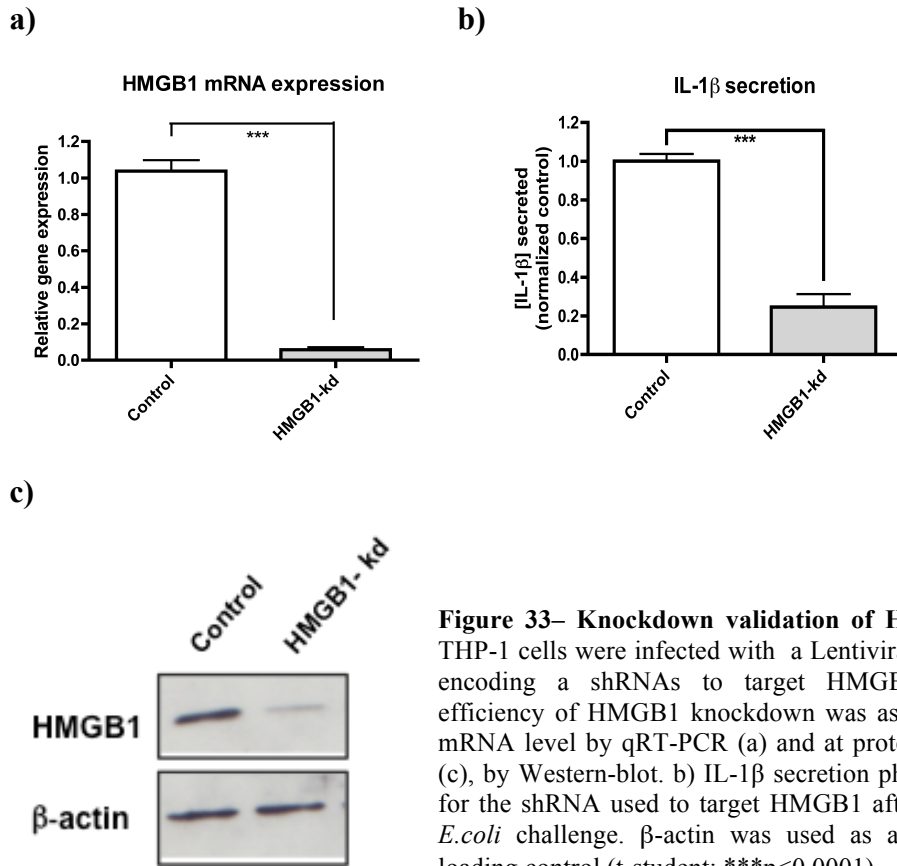 a)
HMGB1 mRNA expression
Relative gene expression
1.2
1.0
0.8
0.6
0.4
0.2
0.0
***
Control
HMGB1-kd
b)
IL-1β secretion
[IL-1β] secreted
(normalized control)
1.2
1.0
0.8
0.6
0.4
0.2
0.0
***
Control
HMGB1-kd
c)
Control
HMGB1- kd
HMGB1
β-actin
Figure 33– Knockdown validation of H
THP-1 cells were infected with a Lentivira
encoding a shRNAs to target HMGB
efficiency of HMGB1 knockdown was as
mRNA level by qRT-PCR (a) and at prote
(c), by Western-blot. b) IL-1β secretion ph
for the shRNA used to target HMGB1 aft
E.coli challenge. β-actin was used as a
loading control (t-student; ***p<0.0001)